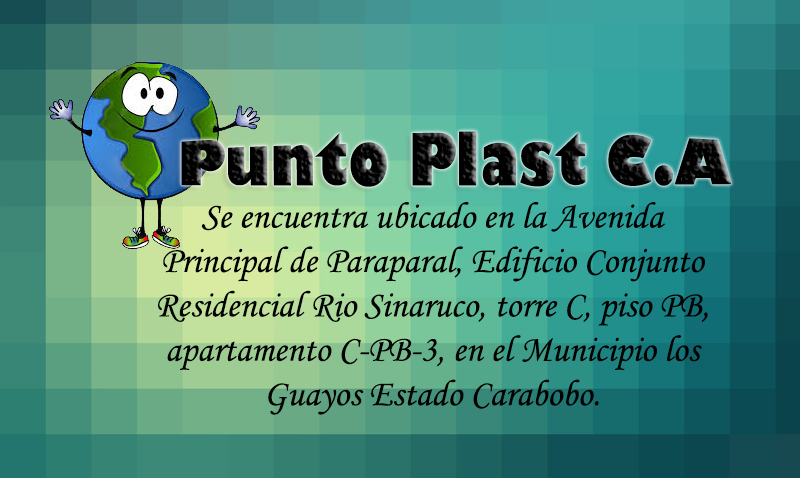 Punto Plast C.A
Se encuentra ubicado en la Avenida
Principal de Paraparal, Edificio Conjunto
Residencial Rio Sinaruco, torre C, piso PB,
apartamento C-PB-3, en el Municipio los
Guayos Estado Carabobo.